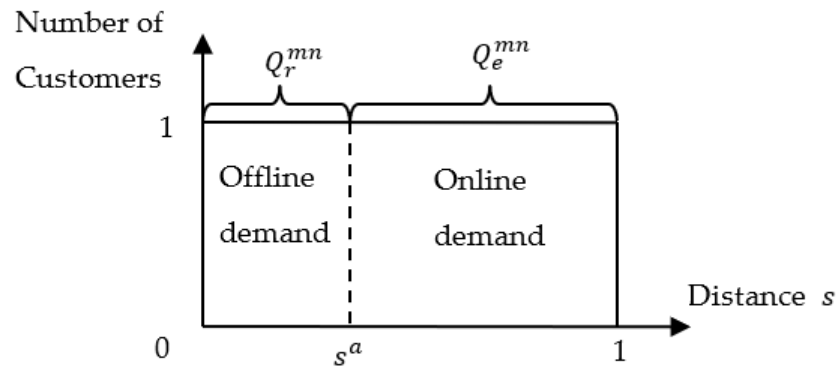 Number of
Customers
Q_r^{mn}
Q_e^{mn}
1
Offline
demand
Online
demand
Distance s
0
s^a
1